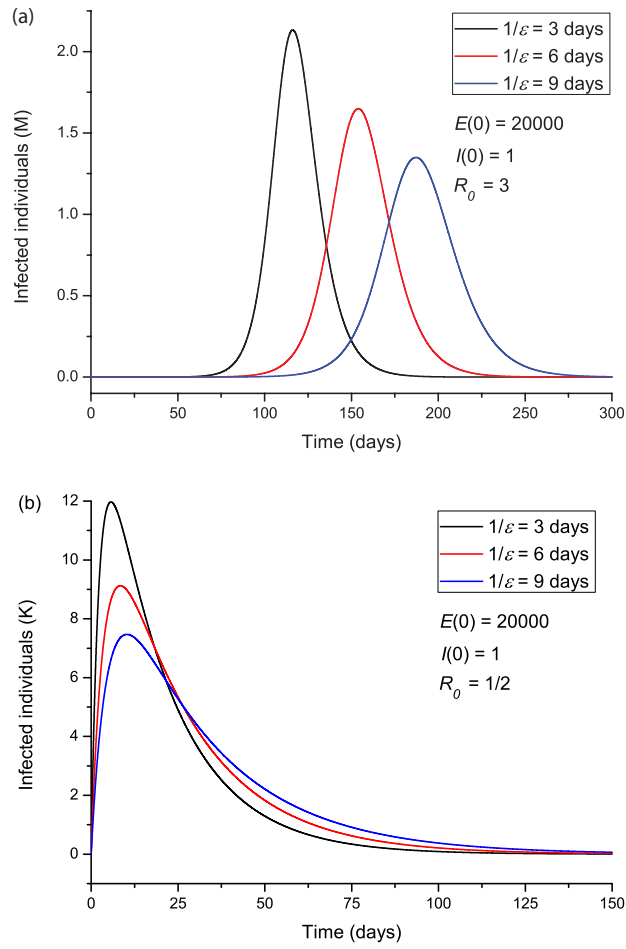 (a)
Infected individuals (M)
2.0
1.5
1.0
0.5
0.0
1/ε = 3 days
1/ε = 6 days
1/ε = 9 days
E(0) = 20000
I(0) = 1
R₀ = 3
0 50 100 150 200 250 300
Time (days)
(b)
Infected individuals (K)
12
10
8
6
4
2
0
1/ε = 3 days
1/ε = 6 days
1/ε = 9 days
E(0) = 20000
I(0) = 1
R₀ = 1/2
0 25 50 75 100 125 150
Time (days)